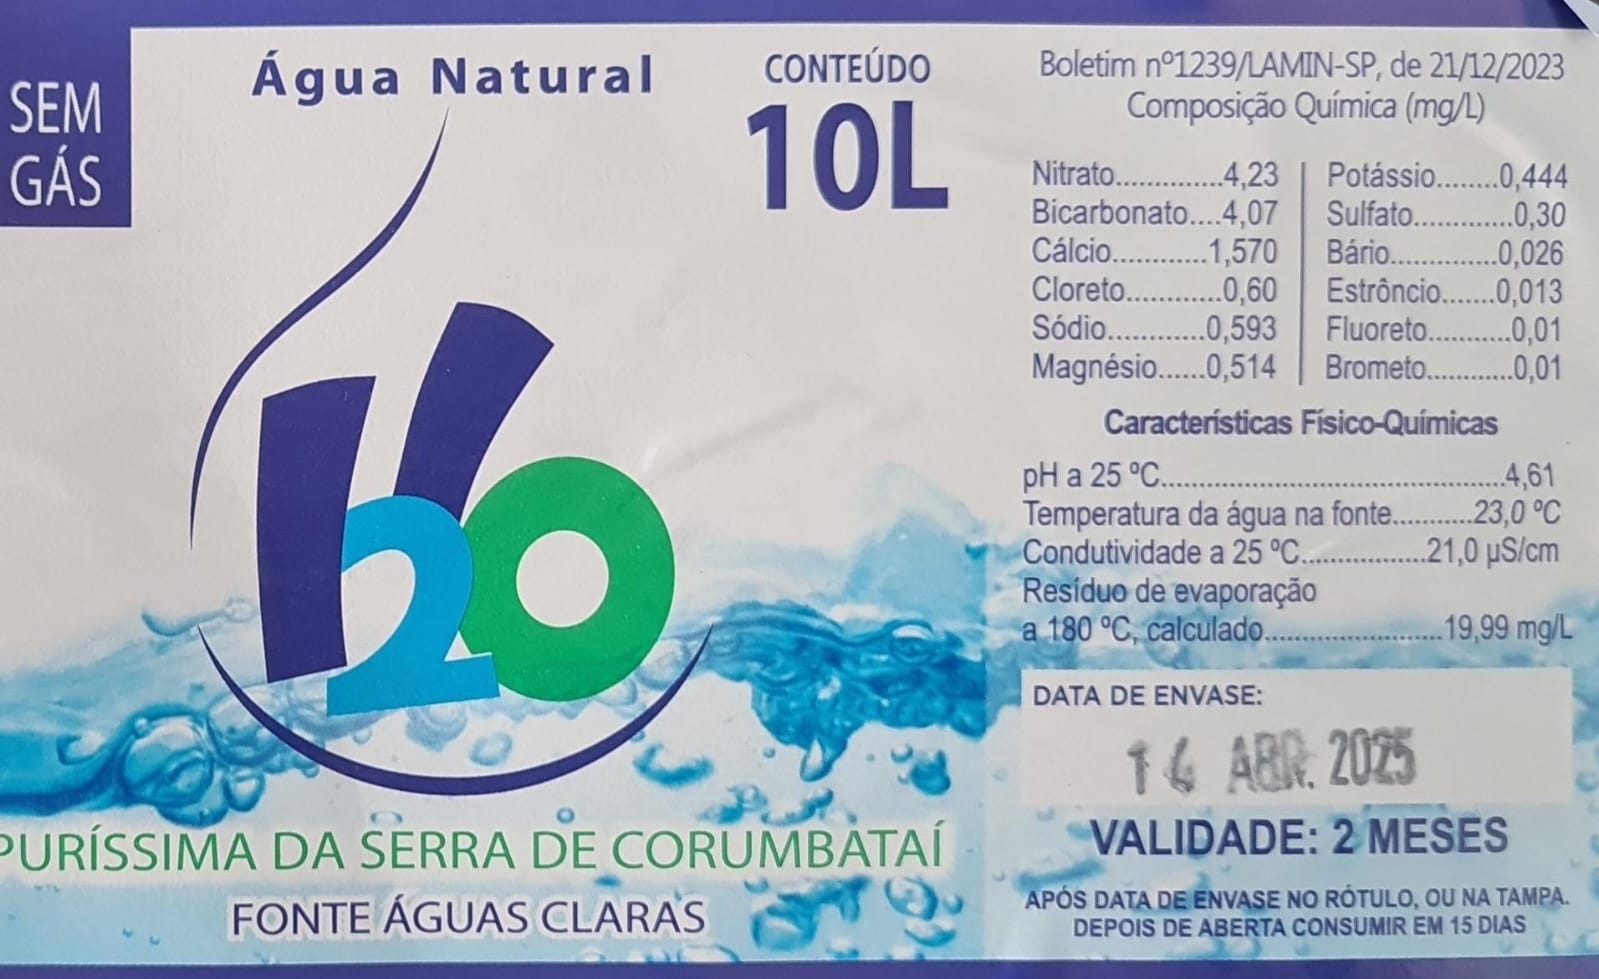 SEM
GÁS
Água Natural
CONTEÚDO
10L
H2O
PURÍSSIMA DA SERRA DE CORUMBATAÍ
FONTE ÁGUAS CLARAS
Boletim nº1239/LAMIN-SP, de 21/12/2023
Composição Química (mg/L)
Nitrato..............4,23
Bicarbonato....4,07
Cálcio............1,570
Cloreto............0,60
Sódio............0,593
Magnésio......0,514
Potássio........0,444
Sulfato.............0,30
Bário..............0,026
Estrôncio.......0,013
Fluoreto...........0,01
Brometo............0,01
Características Físico-Químicas
pH a 25 ºC..................................................4,61
Temperatura da água na fonte...........23,0 ºC
Condutividade a 25 ºC.................21,0 µS/cm
Resíduo de evaporação
a 180 ºC, calculado........................19,99 mg/L
DATA DE ENVASE:
14 ABR. 2025
VALIDADE: 2 MESES
APÓS DATA DE ENVASE NO RÓTULO, OU NA TAMPA.
DEPOIS DE ABERTA CONSUMIR EM 15 DIAS